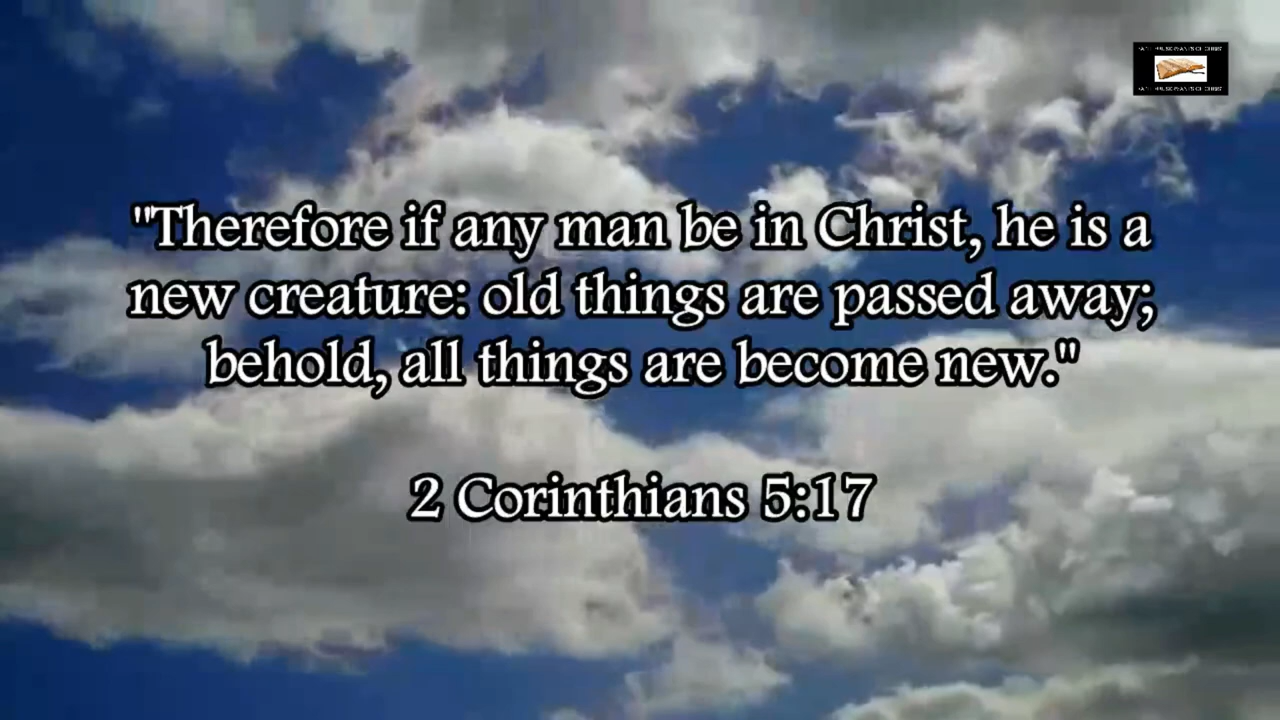 "Therefore if any man be in Christ, he is a
new creature: old things are passed away;
behold, all things are become new."
2 Corinthians 5:17